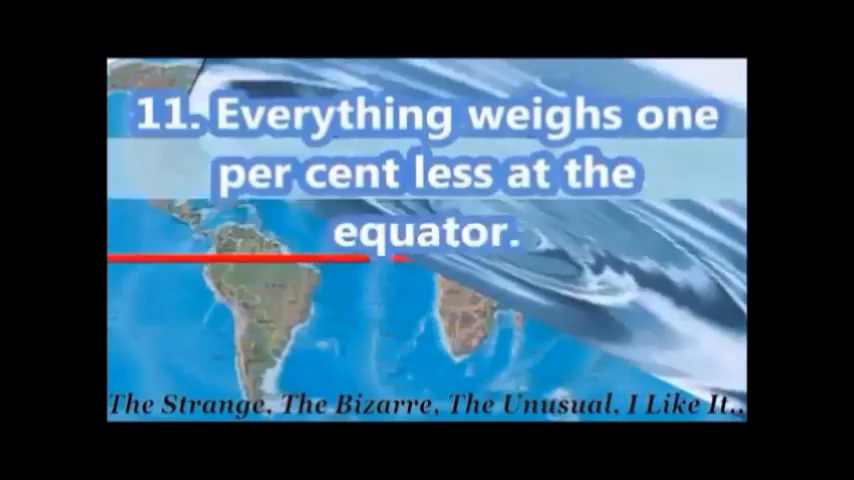 11. Everything weighs one
per cent less at the
equator.
The Strange, The Bizarre, The Unusual, I Like It..